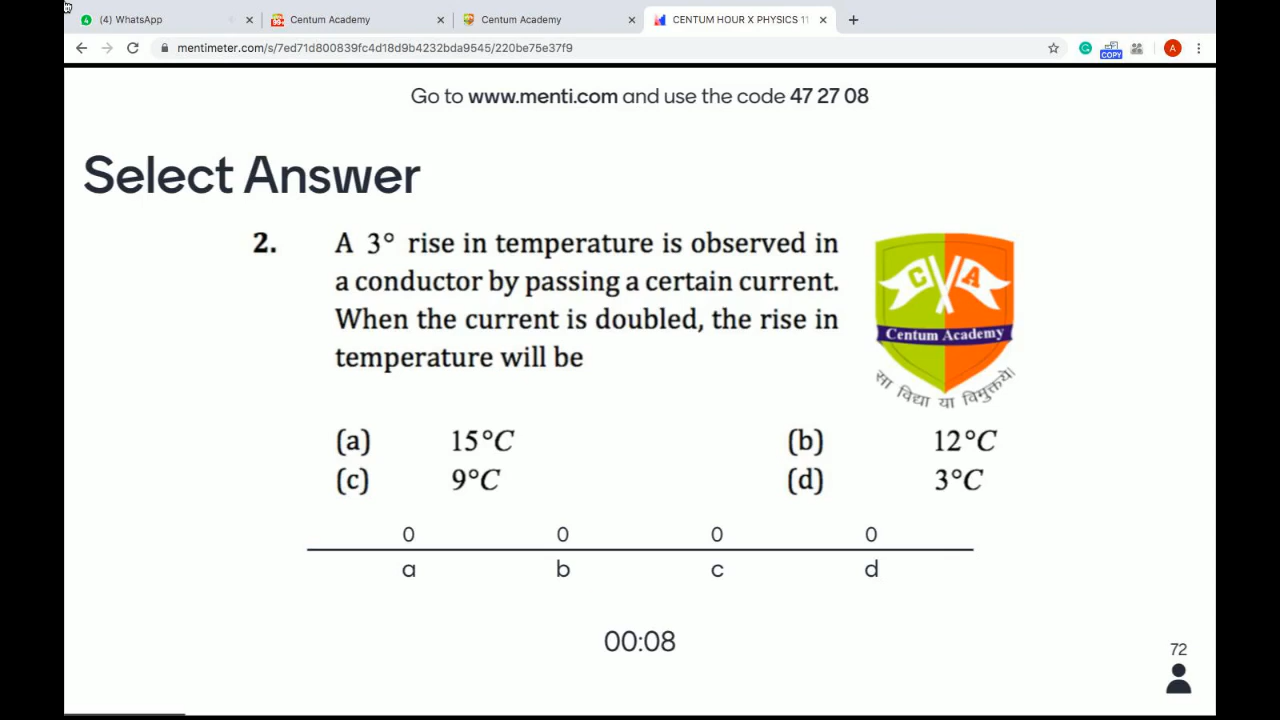 (4) WhatsApp
Centum Academy
Centum Academy
CENTUM HOUR X PHYSICS 11
mentimeter.com/s/7ed71d800839fc4d18d9b4232bda9545/220be75e37f9
COPY
A
Go to www.menti.com and use the code 47 27 08
Select Answer
2. A 3° rise in temperature is observed in
a conductor by passing a certain current.
When the current is doubled, the rise in
temperature will be
C A
Centum Academy
सा विद्या या विमुक्तये।
(a) 15°C (b) 12°C
(c) 9°C (d) 3°C
0 0 0 0
a b c d
00:08
72